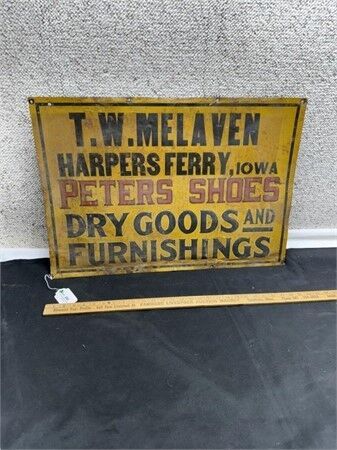 T.W. MELAVEN
HARPERS FERRY, IOWA
PETERS SHOES
DRY GOODS AND
FURNISHINGS